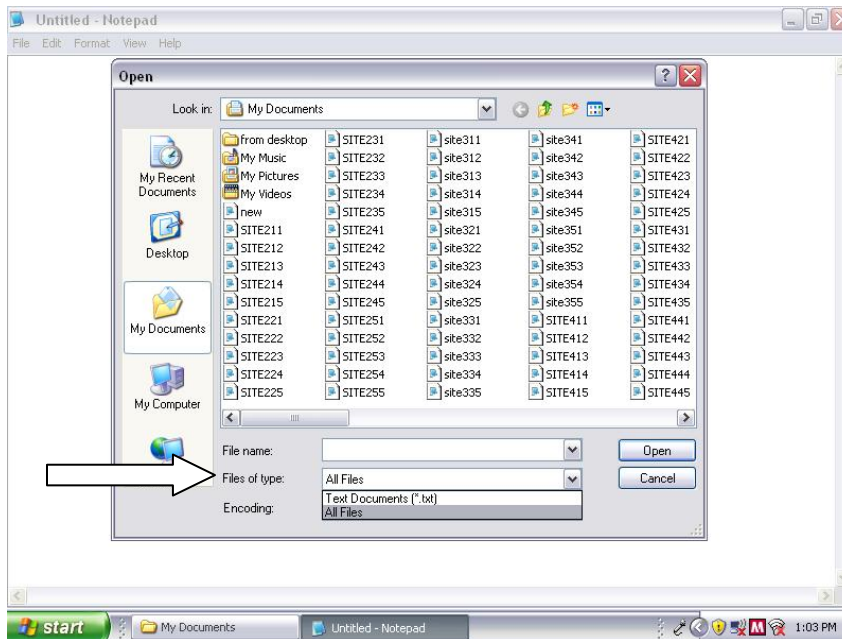 Untitled - Notepad
File Edit Format View Help
Open
Look in: My Documents
My Recent Documents
Desktop
My Documents
My Computer
from desktop SITE231 site311 site341 SITE421
My Music SITE232 site312 site342 SITE422
My Pictures SITE233 site313 site343 SITE423
My Videos SITE234 site314 site344 SITE424
new SITE235 site315 site345 SITE425
SITE211 SITE241 site321 site351 SITE431
SITE212 SITE242 site322 site352 SITE432
SITE213 SITE243 site323 site353 SITE433
SITE214 SITE244 site324 site354 SITE434
SITE215 SITE245 site325 site355 SITE435
SITE221 SITE251 site331 SITE411 SITE441
SITE222 SITE252 site332 SITE412 SITE442
SITE223 SITE253 site333 SITE413 SITE443
SITE224 SITE254 site334 SITE414 SITE444
SITE225 SITE255 site335 SITE415 SITE445
File name: Open
Files of type: All Files Cancel
Text Documents (*.txt)
Encoding: All Files
start My Documents Untitled - Notepad 1:03 PM